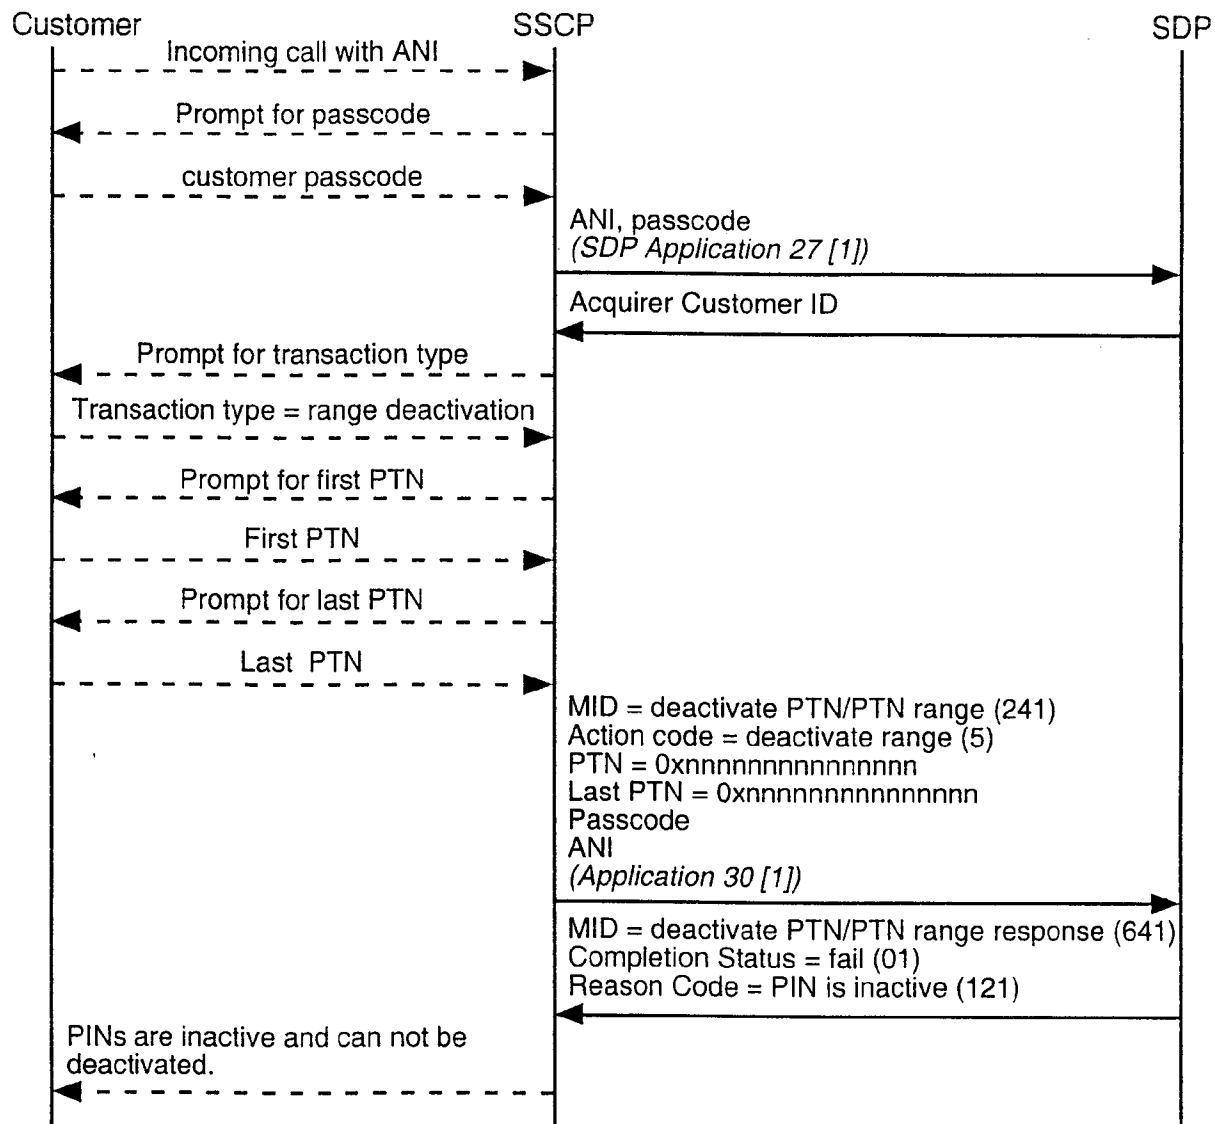 Customer SSCP SDP
Incoming call with ANI
Prompt for passcode
customer passcode
ANI, passcode
(SDP Application 27 [1])
Acquirer Customer ID
Prompt for transaction type
Transaction type = range deactivation
Prompt for first PTN
First PTN
Prompt for last PTN
Last PTN
MID = deactivate PTN/PTN range (241)
Action code = deactivate range (5)
PTN = 0xnnnnnnnnnnnnnnnn
Last PTN = 0xnnnnnnnnnnnnnnnn
Passcode
ANI
(Application 30 [1])
MID = deactivate PTN/PTN range response (641)
Completion Status = fail (01)
Reason Code = PIN is inactive (121)
PINs are inactive and can not be
deactivated.